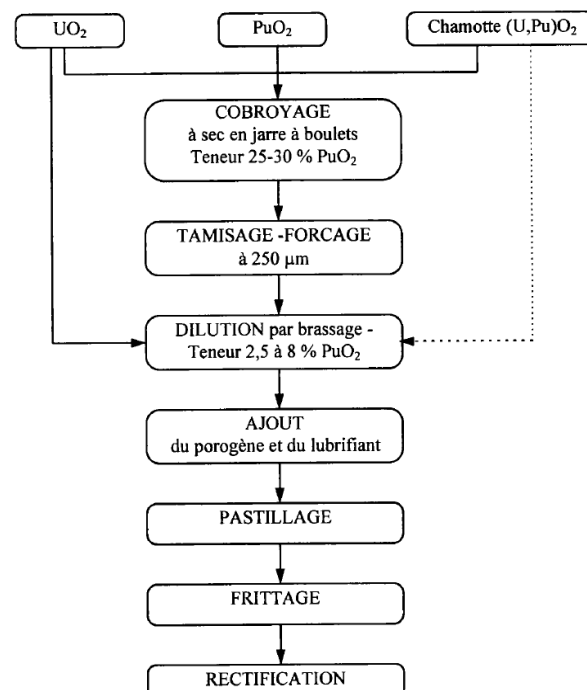 UO₂
PuO₂
Chamotte (U,Pu)O₂
COBROYAGE
à sec en jarre à boulets
Teneur 25-30 % PuO₂
TAMISAGE -FORCAGE
à 250 µm
DILUTION par brassage -
Teneur 2,5 à 8 % PuO₂
AJOUT
du porogène et du lubrifiant
PASTILLAGE
FRITTAGE
RECTIFICATION